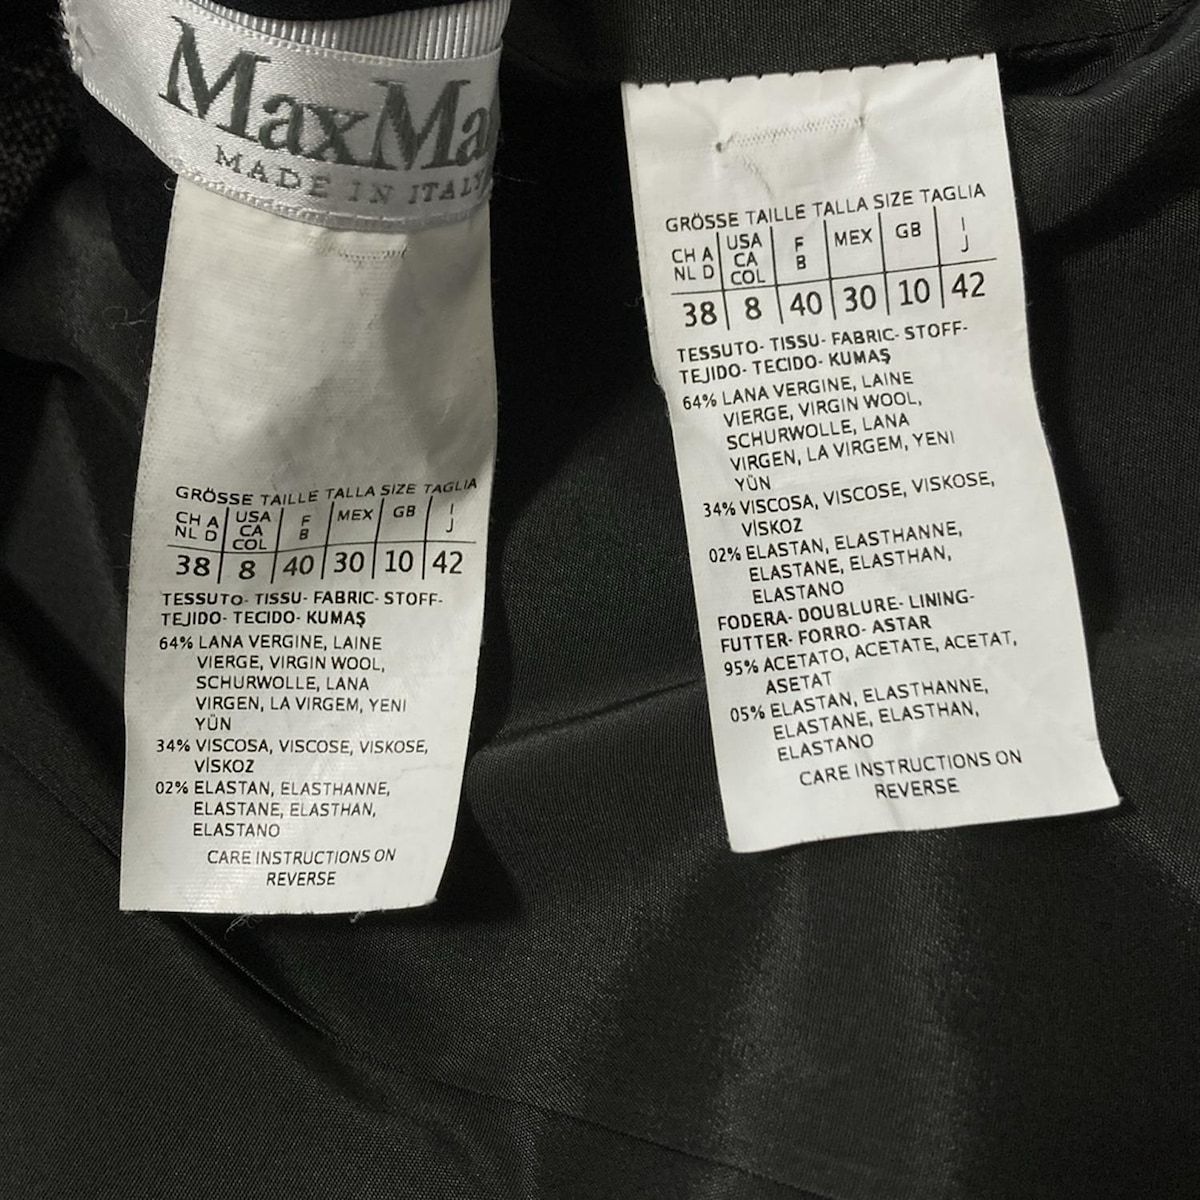 MaxMa
MADE IN ITALY
GRÖSSE TAILLE TALLA SIZE TAGLIA
CH A NL D USA CA COL F B MEX GB I J
38 8 40 30 10 42
TESSUTO- TISSU- FABRIC- STOFF-
TEJIDO- TECIDO- KUMAŞ
64% LANA VERGINE, LAINE
VIERGE, VIRGIN WOOL,
SCHURWOLLE, LANA
VIRGEN, LA VIRGEM, YENI
YÜN
34% VISCOSA, VISCOSE, VISKOSE,
VİSKOZ
02% ELASTAN, ELASTHANNE,
ELASTANE, ELASTHAN,
ELASTANO
CARE INSTRUCTIONS ON
REVERSE
GRÖSSE TAILLE TALLA SIZE TAGLIA
CH A NL D USA CA COL F B MEX GB I J
38 8 40 30 10 42
TESSUTO- TISSU- FABRIC- STOFF-
TEJIDO- TECIDO- KUMAŞ
64% LANA VERGINE, LAINE
VIERGE, VIRGIN WOOL,
SCHURWOLLE, LANA
VIRGEN, LA VIRGEM, YENI
YÜN
34% VISCOSA, VISCOSE, VISKOSE,
VİSKOZ
02% ELASTAN, ELASTHANNE,
ELASTANE, ELASTHAN,
ELASTANO
FODERA- DOUBLURE- LINING-
FUTTER- FORRO- ASTAR
95% ACETATO, ACETATE, ACETAT,
ASETAT
05% ELASTAN, ELASTHANNE,
ELASTANE, ELASTHAN,
ELASTANO
CARE INSTRUCTIONS ON
REVERSE